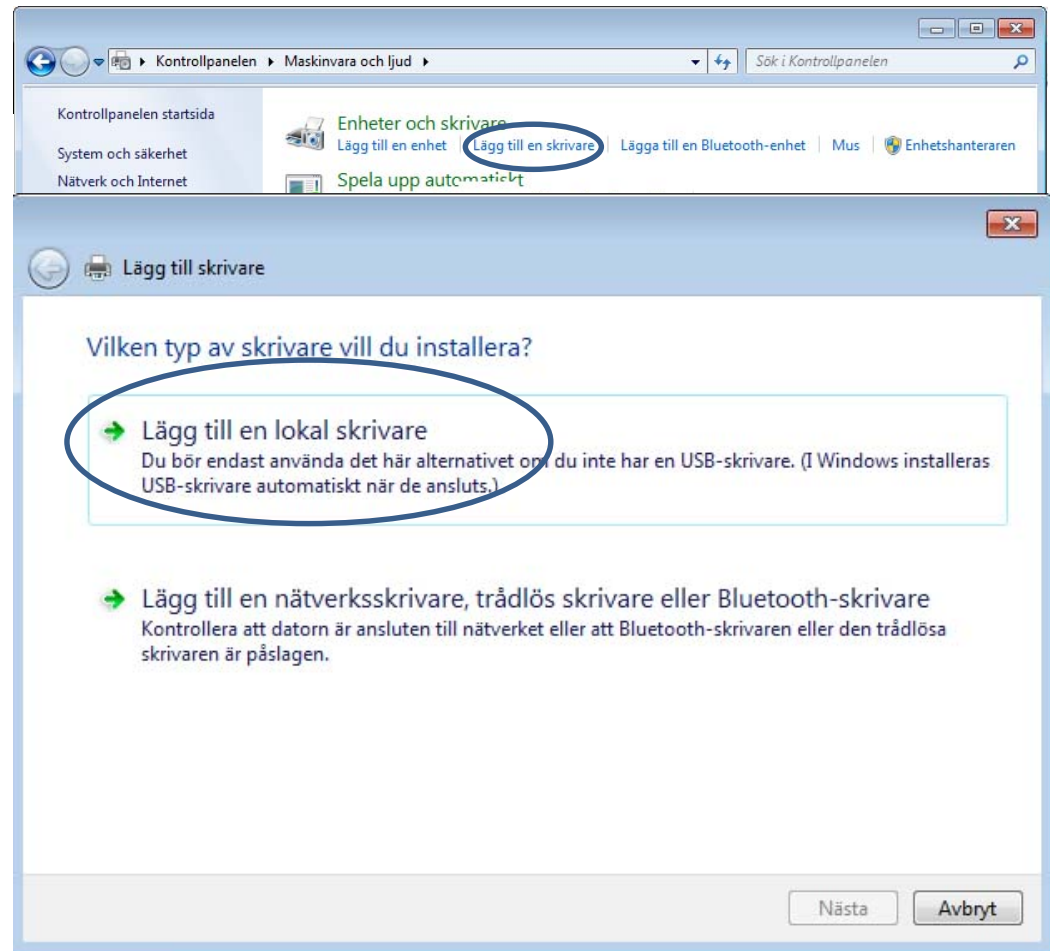 Kontrollpanelen ▸ Maskinvara och ljud ▸ Sök i Kontrollpanelen
Kontrollpanelen startsida
System och säkerhet
Nätverk och Internet
Enheter och skrivare
Lägg till en enhet Lägg till en skrivare Lägga till en Bluetooth-enhet Mus Enhetshanteraren
Spela upp automatiskt
Lägg till skrivare
Vilken typ av skrivare vill du installera?
Lägg till en lokal skrivare
Du bör endast använda det här alternativet om du inte har en USB-skrivare. (I Windows installeras
USB-skrivare automatiskt när de ansluts.)
Lägg till en nätverksskrivare, trådlös skrivare eller Bluetooth-skrivare
Kontrollera att datorn är ansluten till nätverket eller att Bluetooth-skrivaren eller den trådlösa
skrivaren är påslagen.
Nästa Avbryt